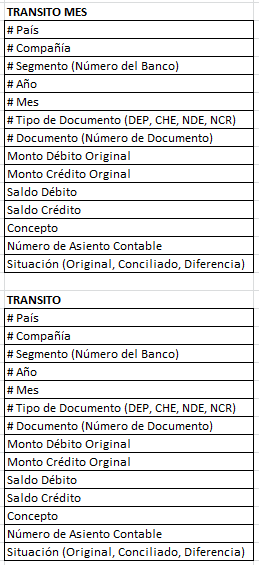 TRANSITO MES
# País
# Compañía
# Segmento (Número del Banco)
# Año
# Mes
# Tipo de Documento (DEP, CHE, NDE, NCR)
# Documento (Número de Documento)
Monto Débito Original
Monto Crédito Orginal
Saldo Débito
Saldo Crédito
Concepto
Número de Asiento Contable
Situación (Original, Conciliado, Diferencia)
TRANSITO
# País
# Compañía
# Segmento (Número del Banco)
# Año
# Mes
# Tipo de Documento (DEP, CHE, NDE, NCR)
# Documento (Número de Documento)
Monto Débito Original
Monto Crédito Orginal
Saldo Débito
Saldo Crédito
Concepto
Número de Asiento Contable
Situación (Original, Conciliado, Diferencia)